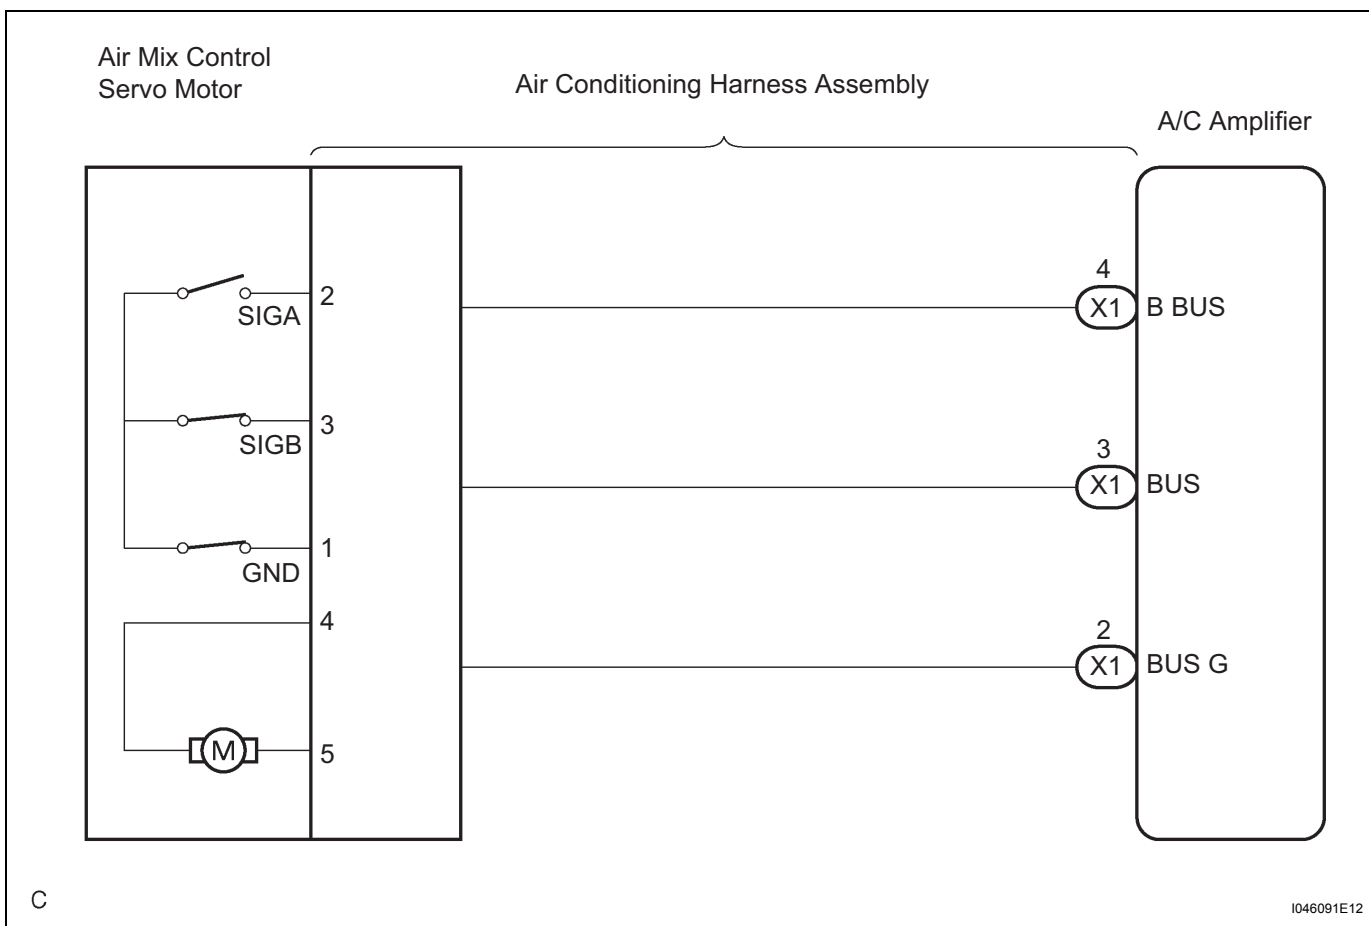 Air Mix Control
Servo Motor
Air Conditioning Harness Assembly
A/C Amplifier
2
SIGA
3
SIGB
1
GND
4
M
5
4
X1
B BUS
3
X1
BUS
2
X1
BUS G
C
I046091E12